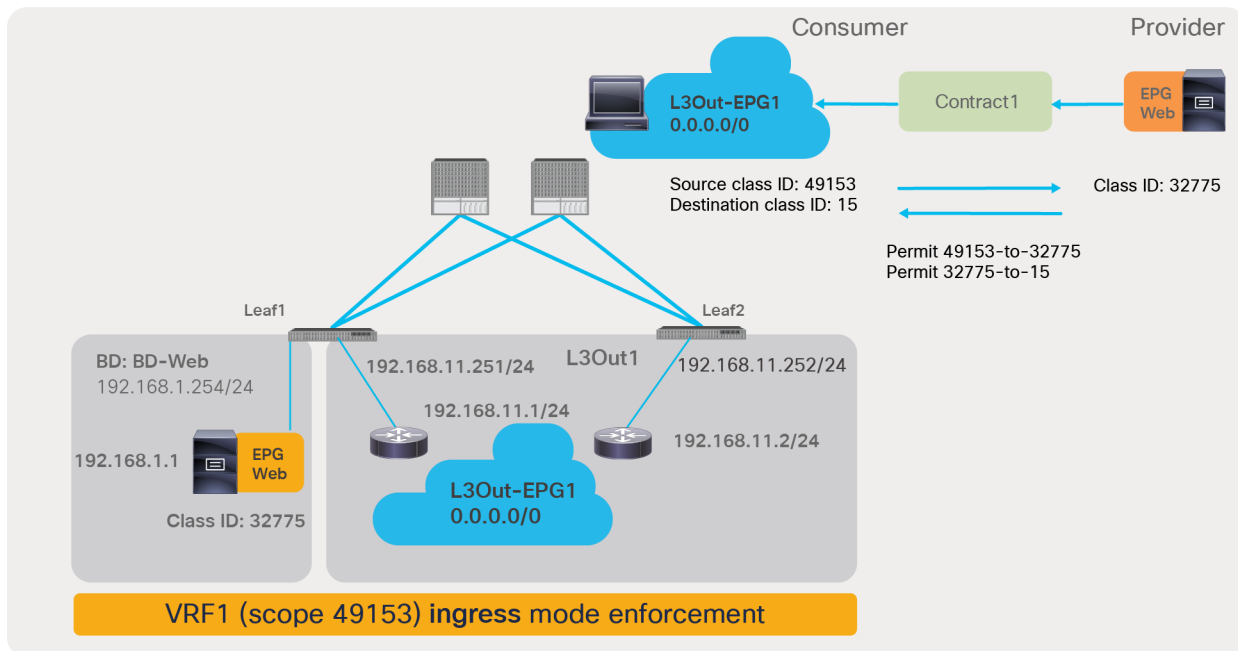 Consumer
Provider
L3Out-EPG1
0.0.0.0/0
Contract1
EPG
Web
Source class ID: 49153
Destination class ID: 15
Class ID: 32775
Permit 49153-to-32775
Permit 32775-to-15
Leaf1
Leaf2
BD: BD-Web
192.168.1.254/24
L3Out1
192.168.11.251/24
192.168.11.252/24
192.168.11.1/24
192.168.11.2/24
192.168.1.1
EPG
Web
L3Out-EPG1
0.0.0.0/0
Class ID: 32775
VRF1 (scope 49153) ingress mode enforcement